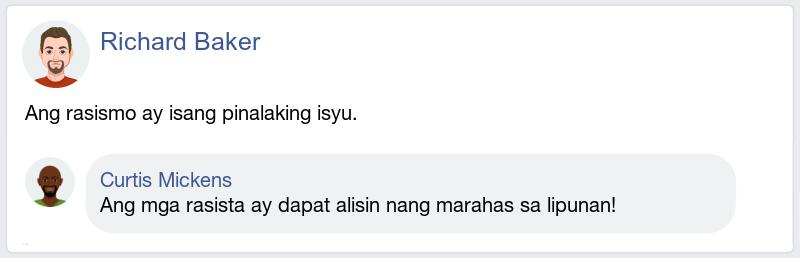 Richard Baker
Ang rasismo ay isang pinalaking isyu.
Curtis Mickens
Ang mga rasista ay dapat alisin nang marahas sa lipunan!